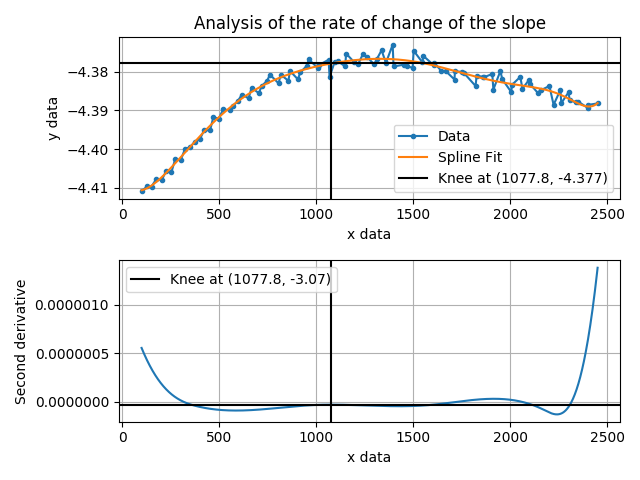 Analysis of the rate of change of the slope
y data
−4.38
−4.39
−4.40
−4.41
Data
Spline Fit
Knee at (1077.8, -4.377)
0 500 1000 1500 2000 2500
x data
Second derivative
0.0000010
0.0000005
0.0000000
Knee at (1077.8, -3.07)
0 500 1000 1500 2000 2500
x data